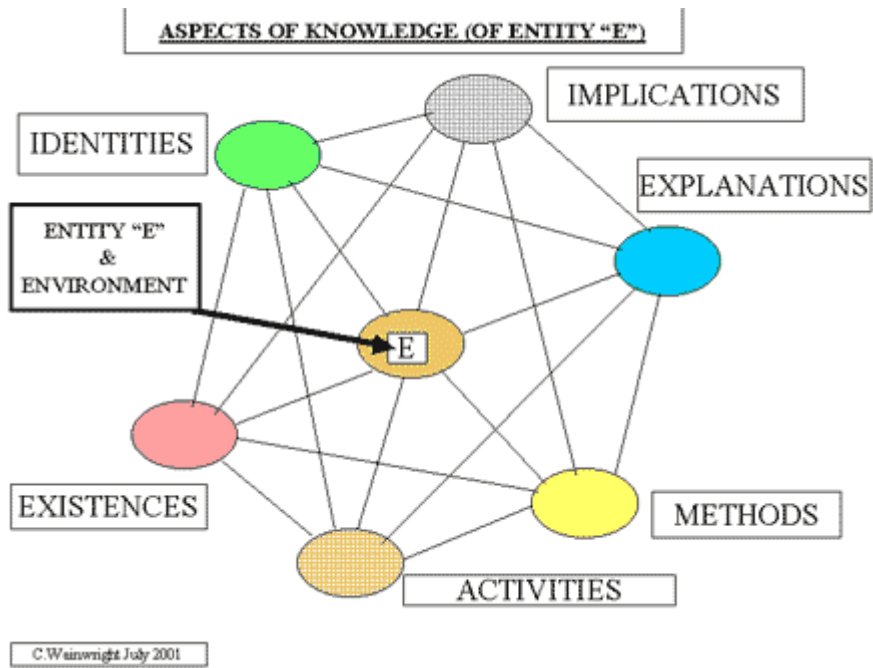 ASPECTS OF KNOWLEDGE (OF ENTITY "E")
IMPLICATIONS
IDENTITIES
EXPLANATIONS
ENTITY "E"
&
ENVIRONMENT
E
EXISTENCES
METHODS
ACTIVITIES
C.Wainwright July 2001